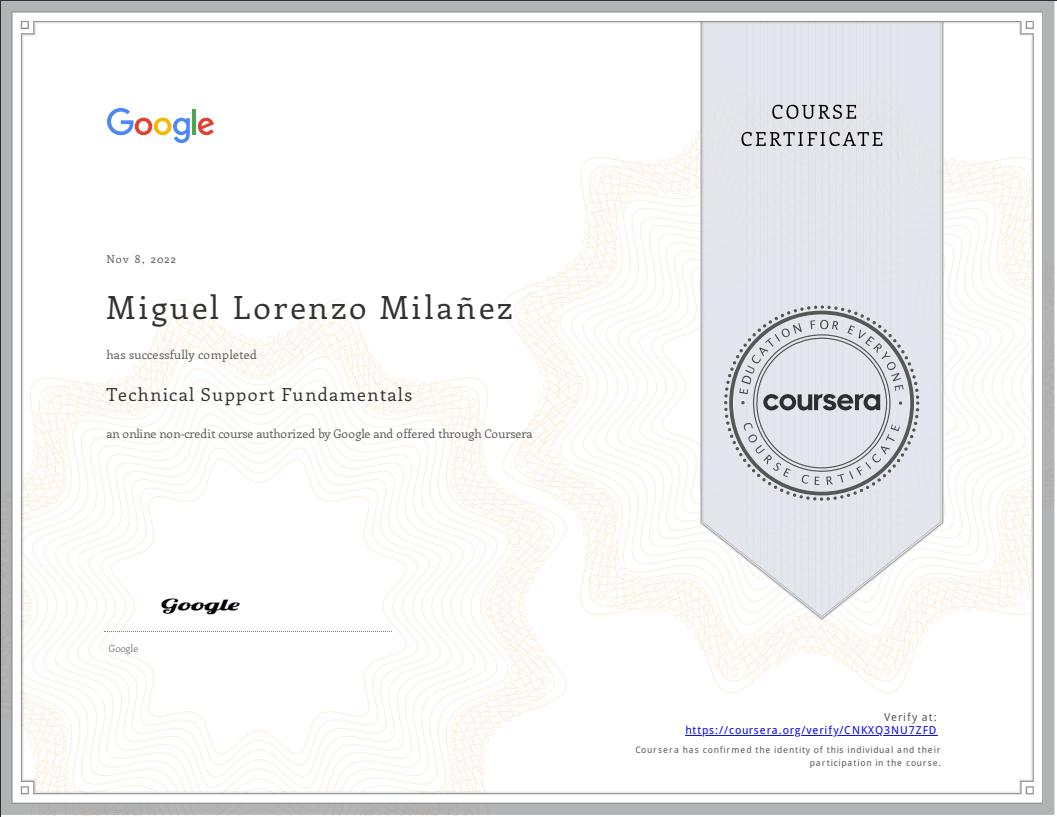 Google
COURSE
CERTIFICATE
Nov 8, 2022
Miguel Lorenzo Milañez
has successfully completed
Technical Support Fundamentals
an online non-credit course authorized by Google and offered through Coursera
EDUCATION FOR EVERYONE
coursera
COURSE CERTIFICATE
Google
Google
Verify at:
https://coursera.org/verify/CNKXQ3NU7ZFD
Coursera has confirmed the identity of this individual and their
participation in the course.